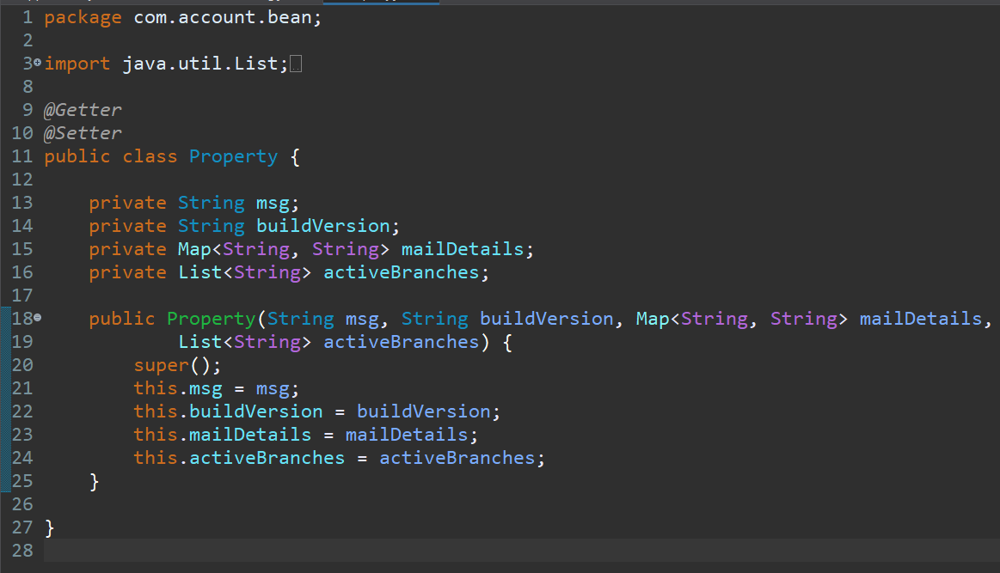 1 package com.account.bean;
2
3 import java.util.List;
8
9 @Getter
10 @Setter
11 public class Property {
12
13     private String msg;
14     private String buildVersion;
15     private Map<String, String> mailDetails;
16     private List<String> activeBranches;
17
18     public Property(String msg, String buildVersion, Map<String, String> mailDetails,
19             List<String> activeBranches) {
20         super();
21         this.msg = msg;
22         this.buildVersion = buildVersion;
23         this.mailDetails = mailDetails;
24         this.activeBranches = activeBranches;
25     }
26
27 }
28